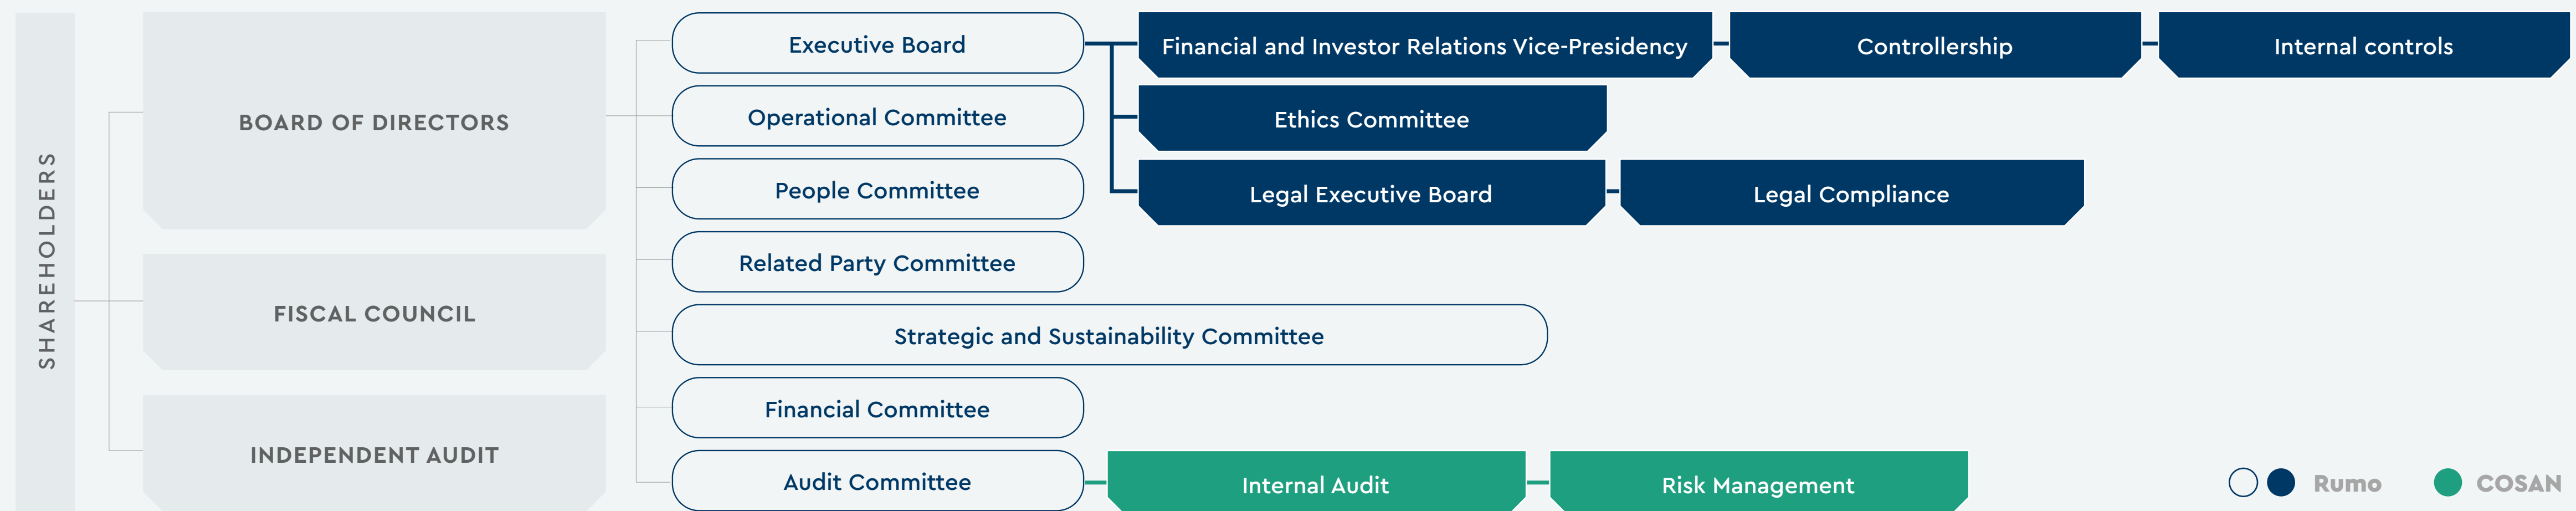 SHAREHOLDERS
BOARD OF DIRECTORS
FISCAL COUNCIL
INDEPENDENT AUDIT
Executive Board
Operational Committee
People Committee
Related Party Committee
Strategic and Sustainability Committee
Financial Committee
Audit Committee
Financial and Investor Relations Vice-Presidency
Controllership
Internal controls
Ethics Committee
Legal Executive Board
Legal Compliance
Internal Audit
Risk Management
Rumo
COSAN